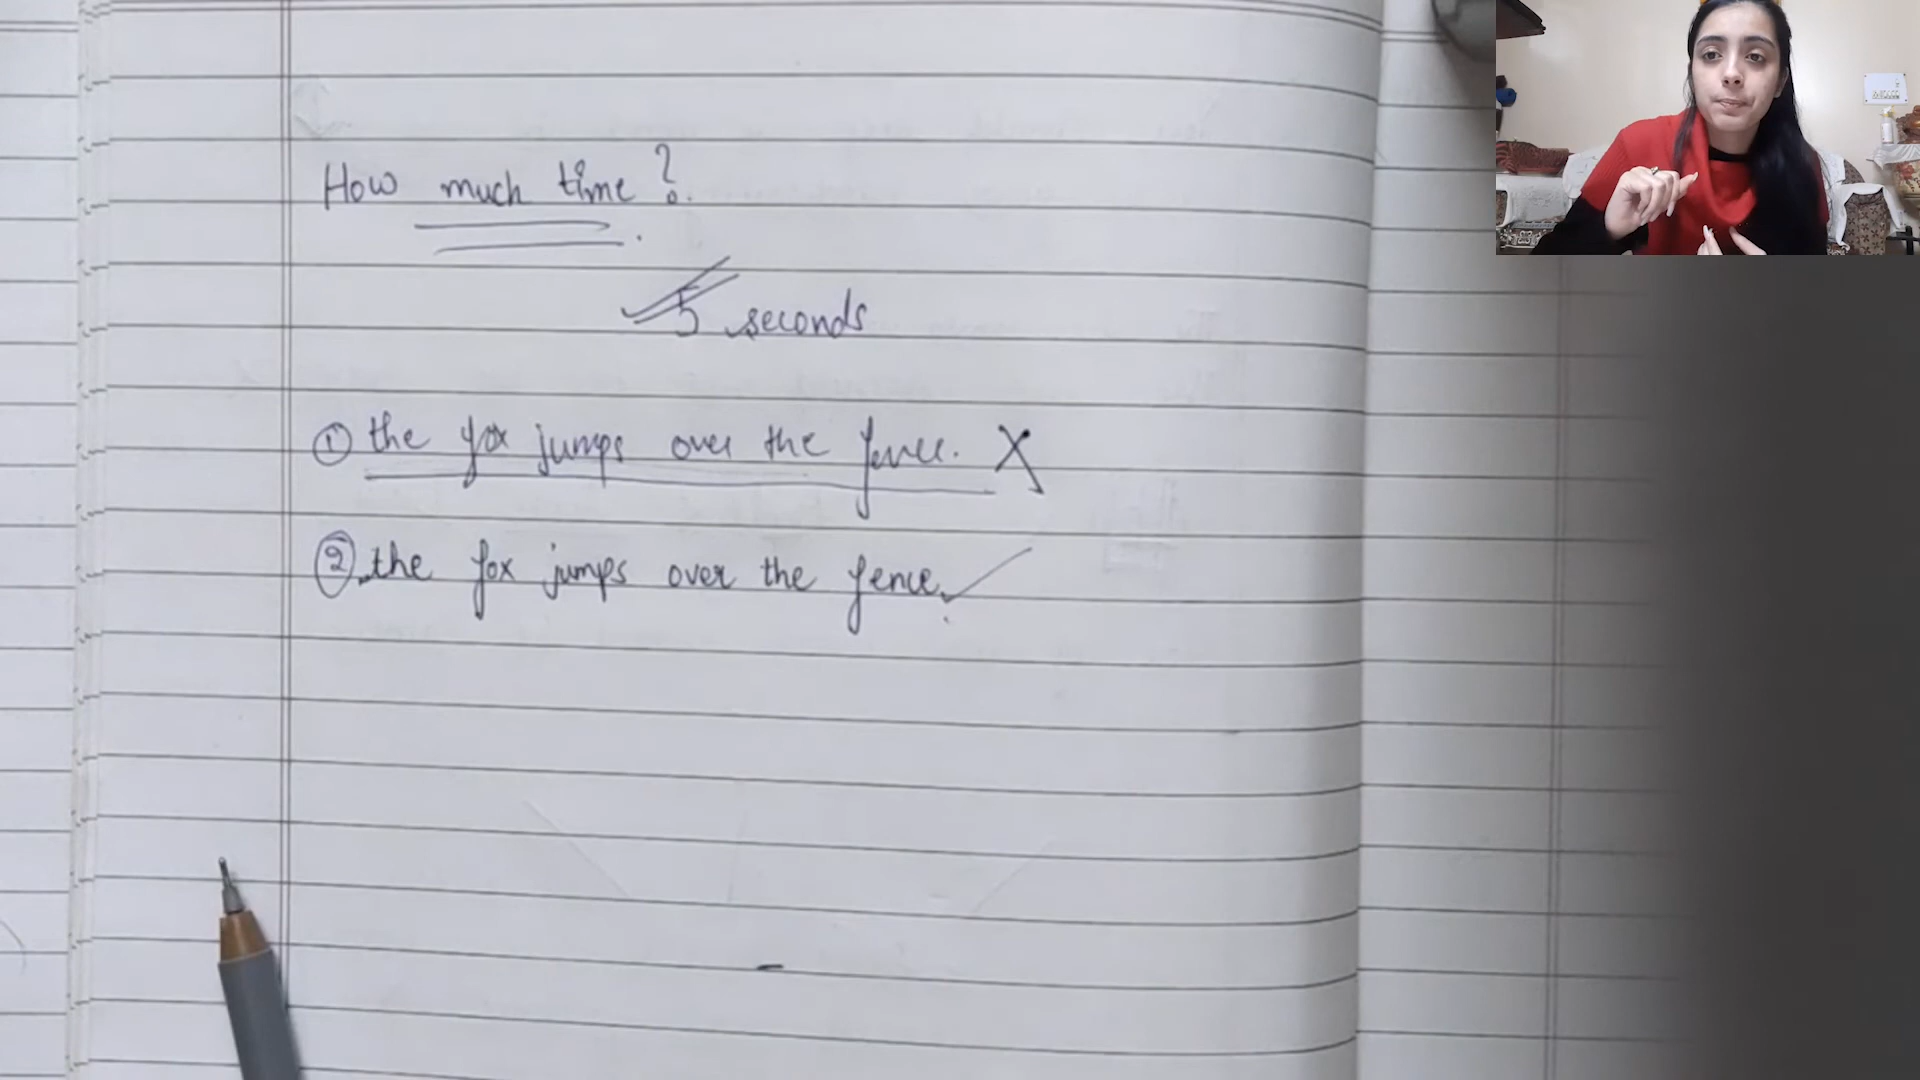 How much time?
5 seconds
① the fox jumps over the fence. X
② the fox jumps over the fence.